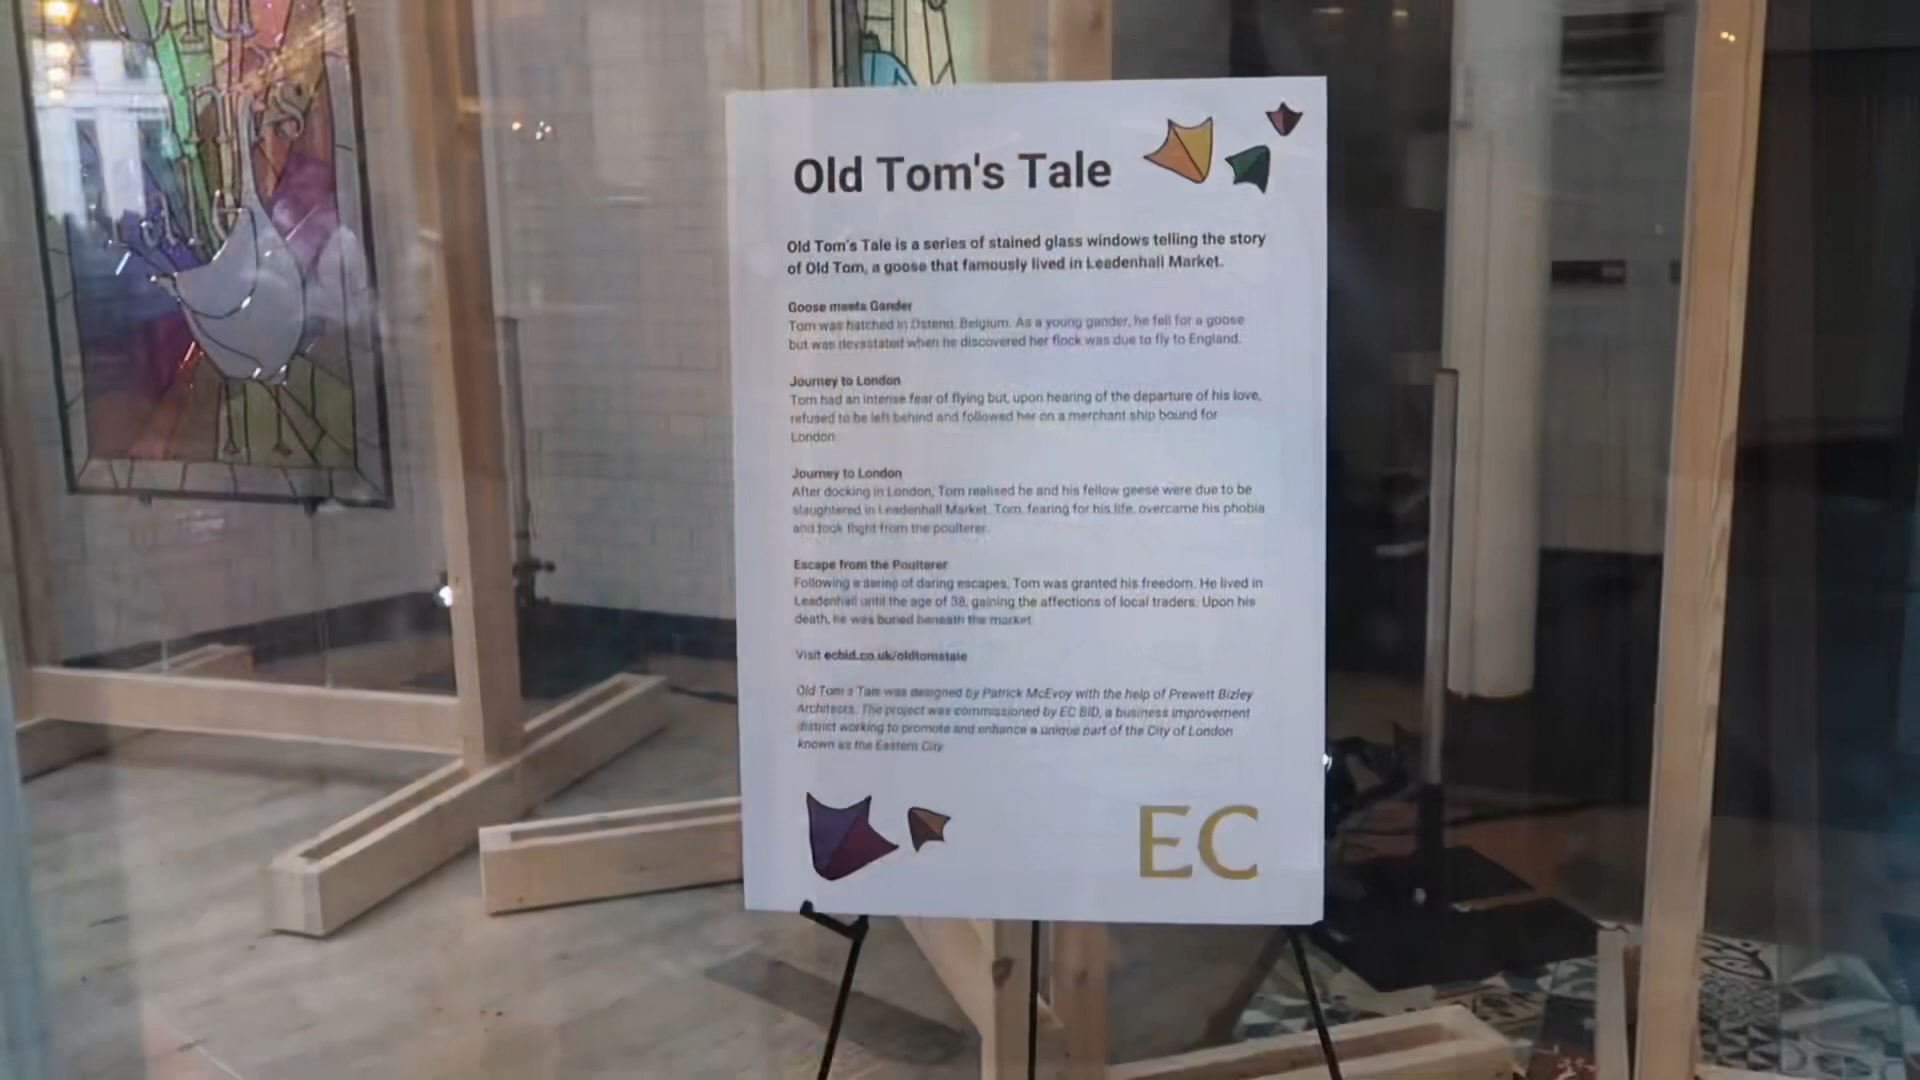 Old
Tom's
Tale
Old Tom's Tale
Old Tom's Tale is a series of stained glass windows telling the story
of Old Tom, a goose that famously lived in Leadenhall Market.
Goose meets Gander
Tom was hatched in Ostend, Belgium. As a young gander, he fell for a goose
but was devastated when he discovered her flock was due to fly to England.
Journey to London
Tom had an intense fear of flying but, upon hearing of the departure of his love,
refused to be left behind and followed her on a merchant ship bound for
London.
Journey to London
After docking in London, Tom realised he and his fellow geese were due to be
slaughtered in Leadenhall Market. Tom, fearing for his life, overcame his phobia
and took flight from the poulterer.
Escape from the Poulterer
Following a daring of daring escapes, Tom was granted his freedom. He lived in
Leadenhall until the age of 38, gaining the affections of local traders. Upon his
death, he was buried beneath the market.
Visit ecbid.co.uk/oldtomstale
Old Tom's Tale was designed by Patrick McEvoy with the help of Prewett Bizley
Architects. The project was commissioned by EC BID, a business improvement
district working to promote and enhance a unique part of the City of London
known as the Eastern City
EC